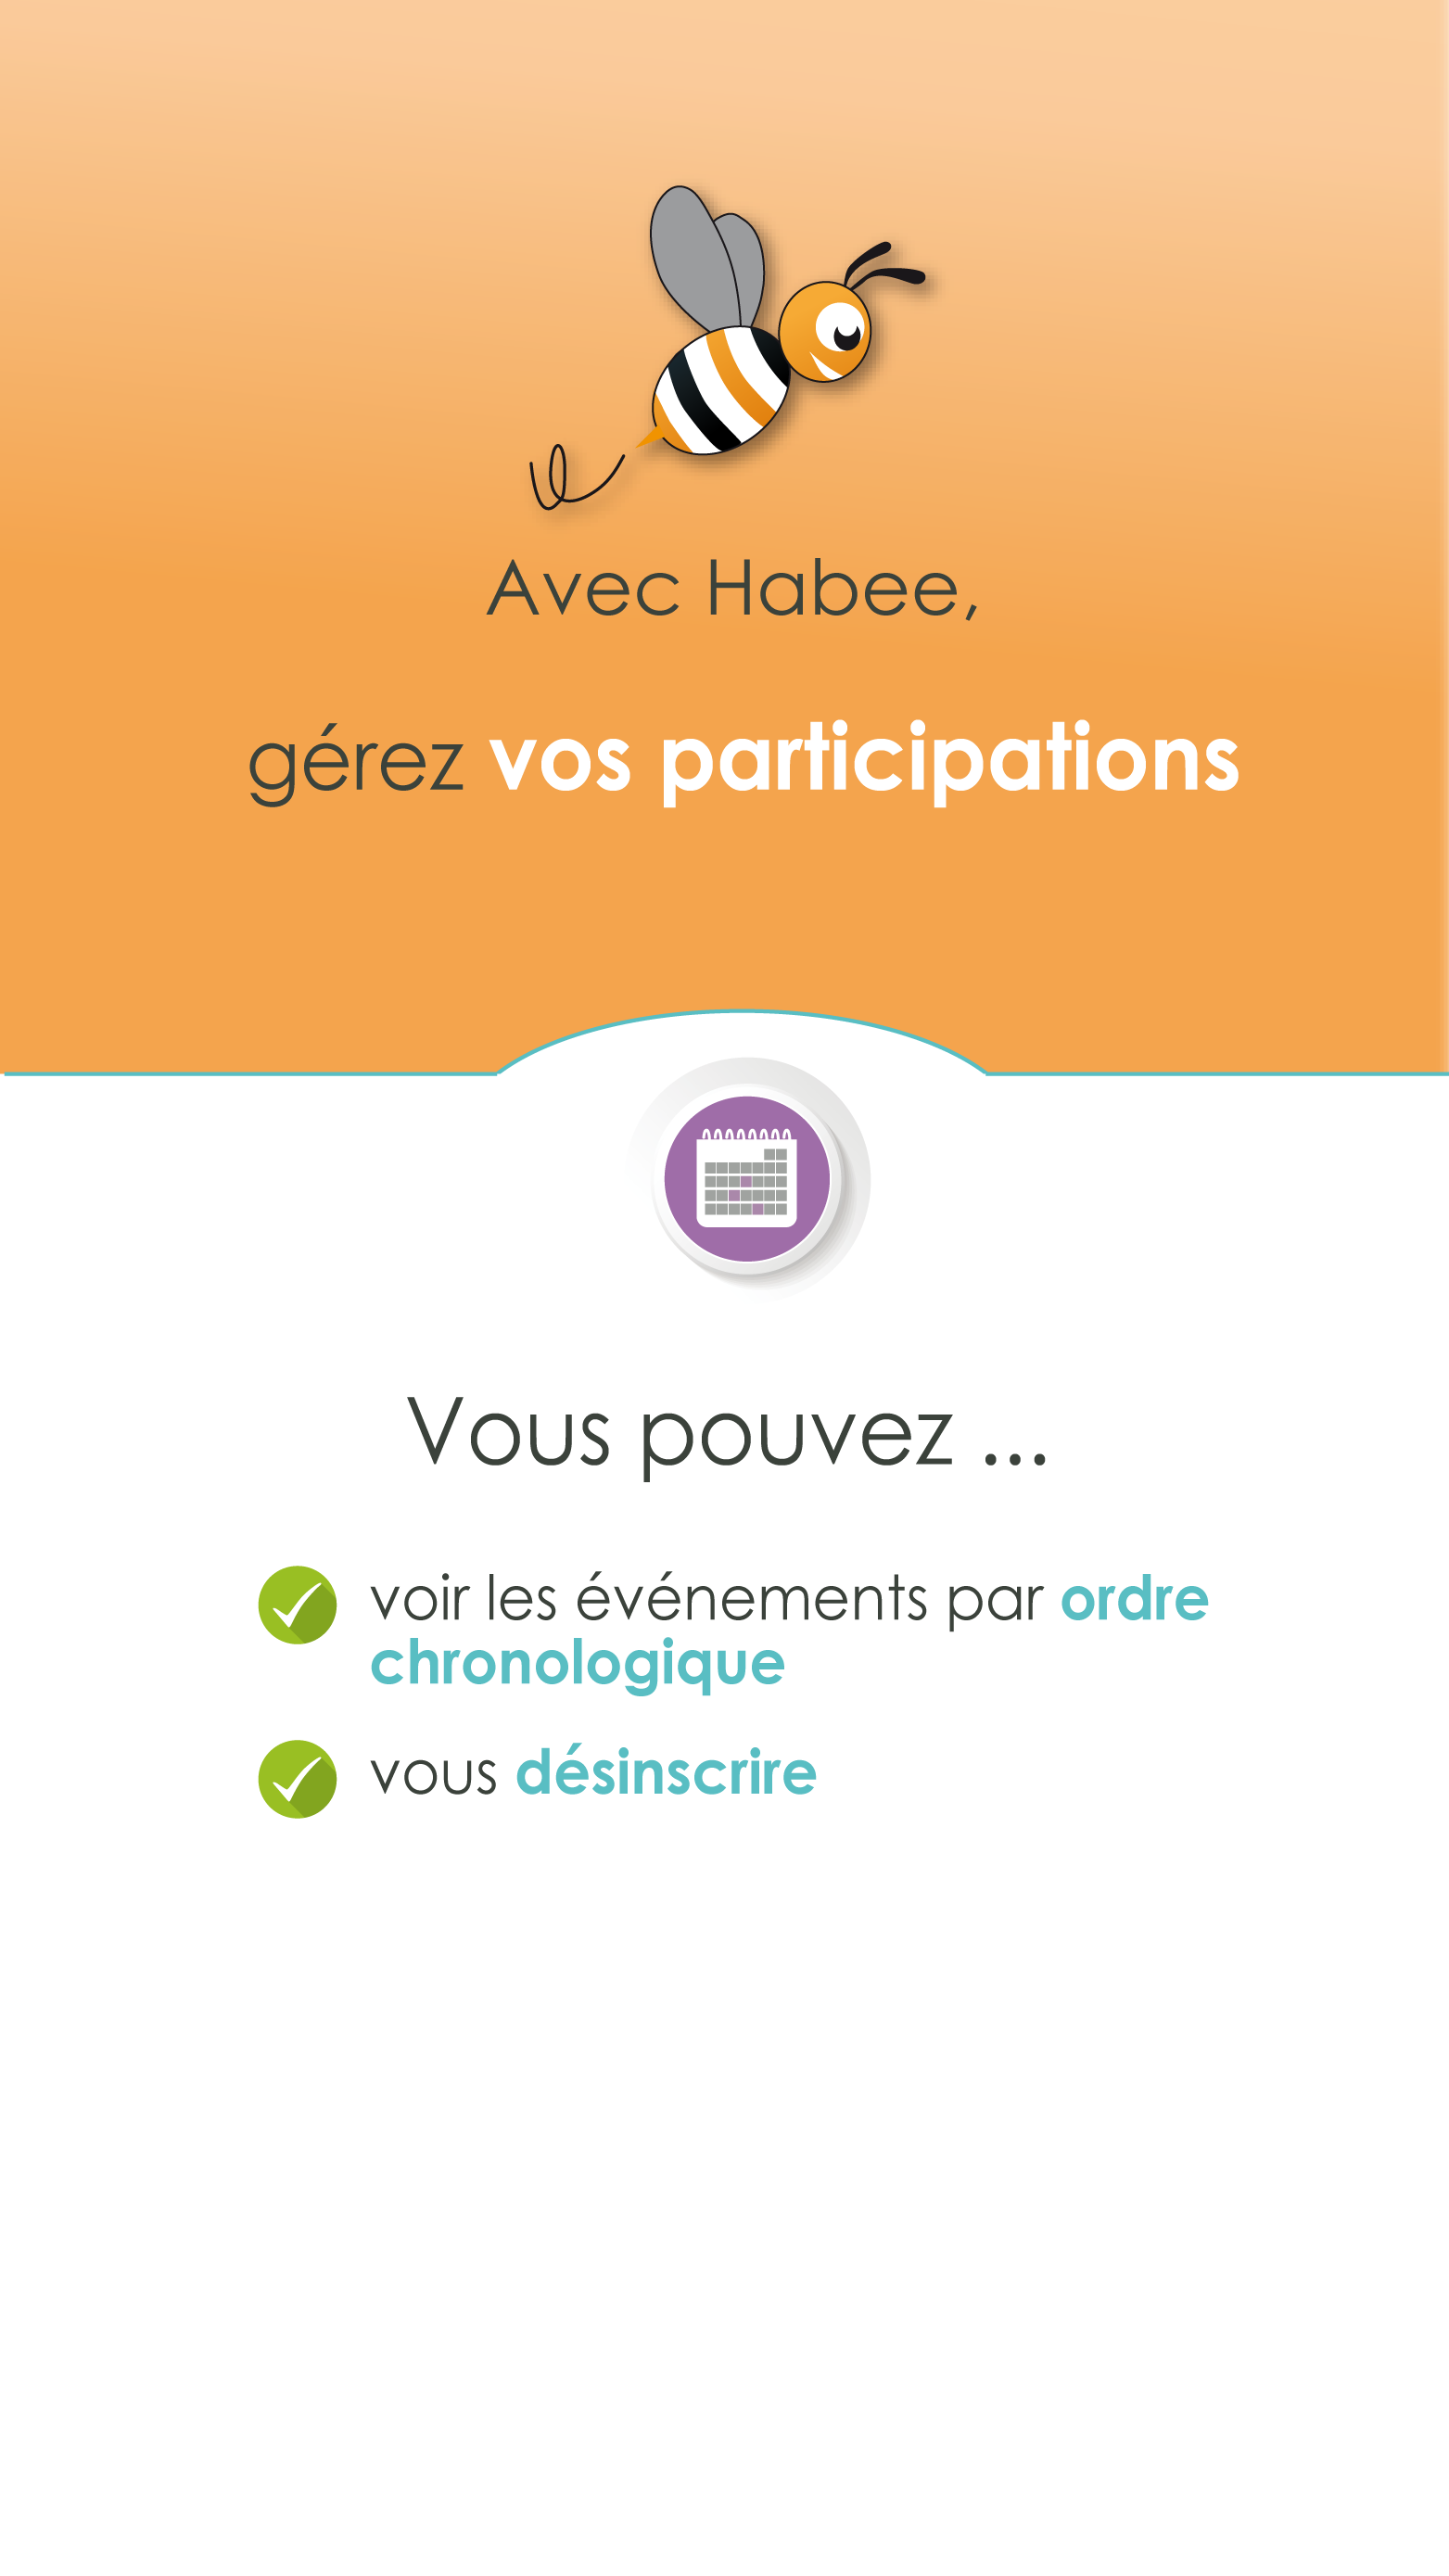 Avec Habee,
gérez vos participations
Vous pouvez ...
voir les événements par ordre
chronologique
vous désinscrire